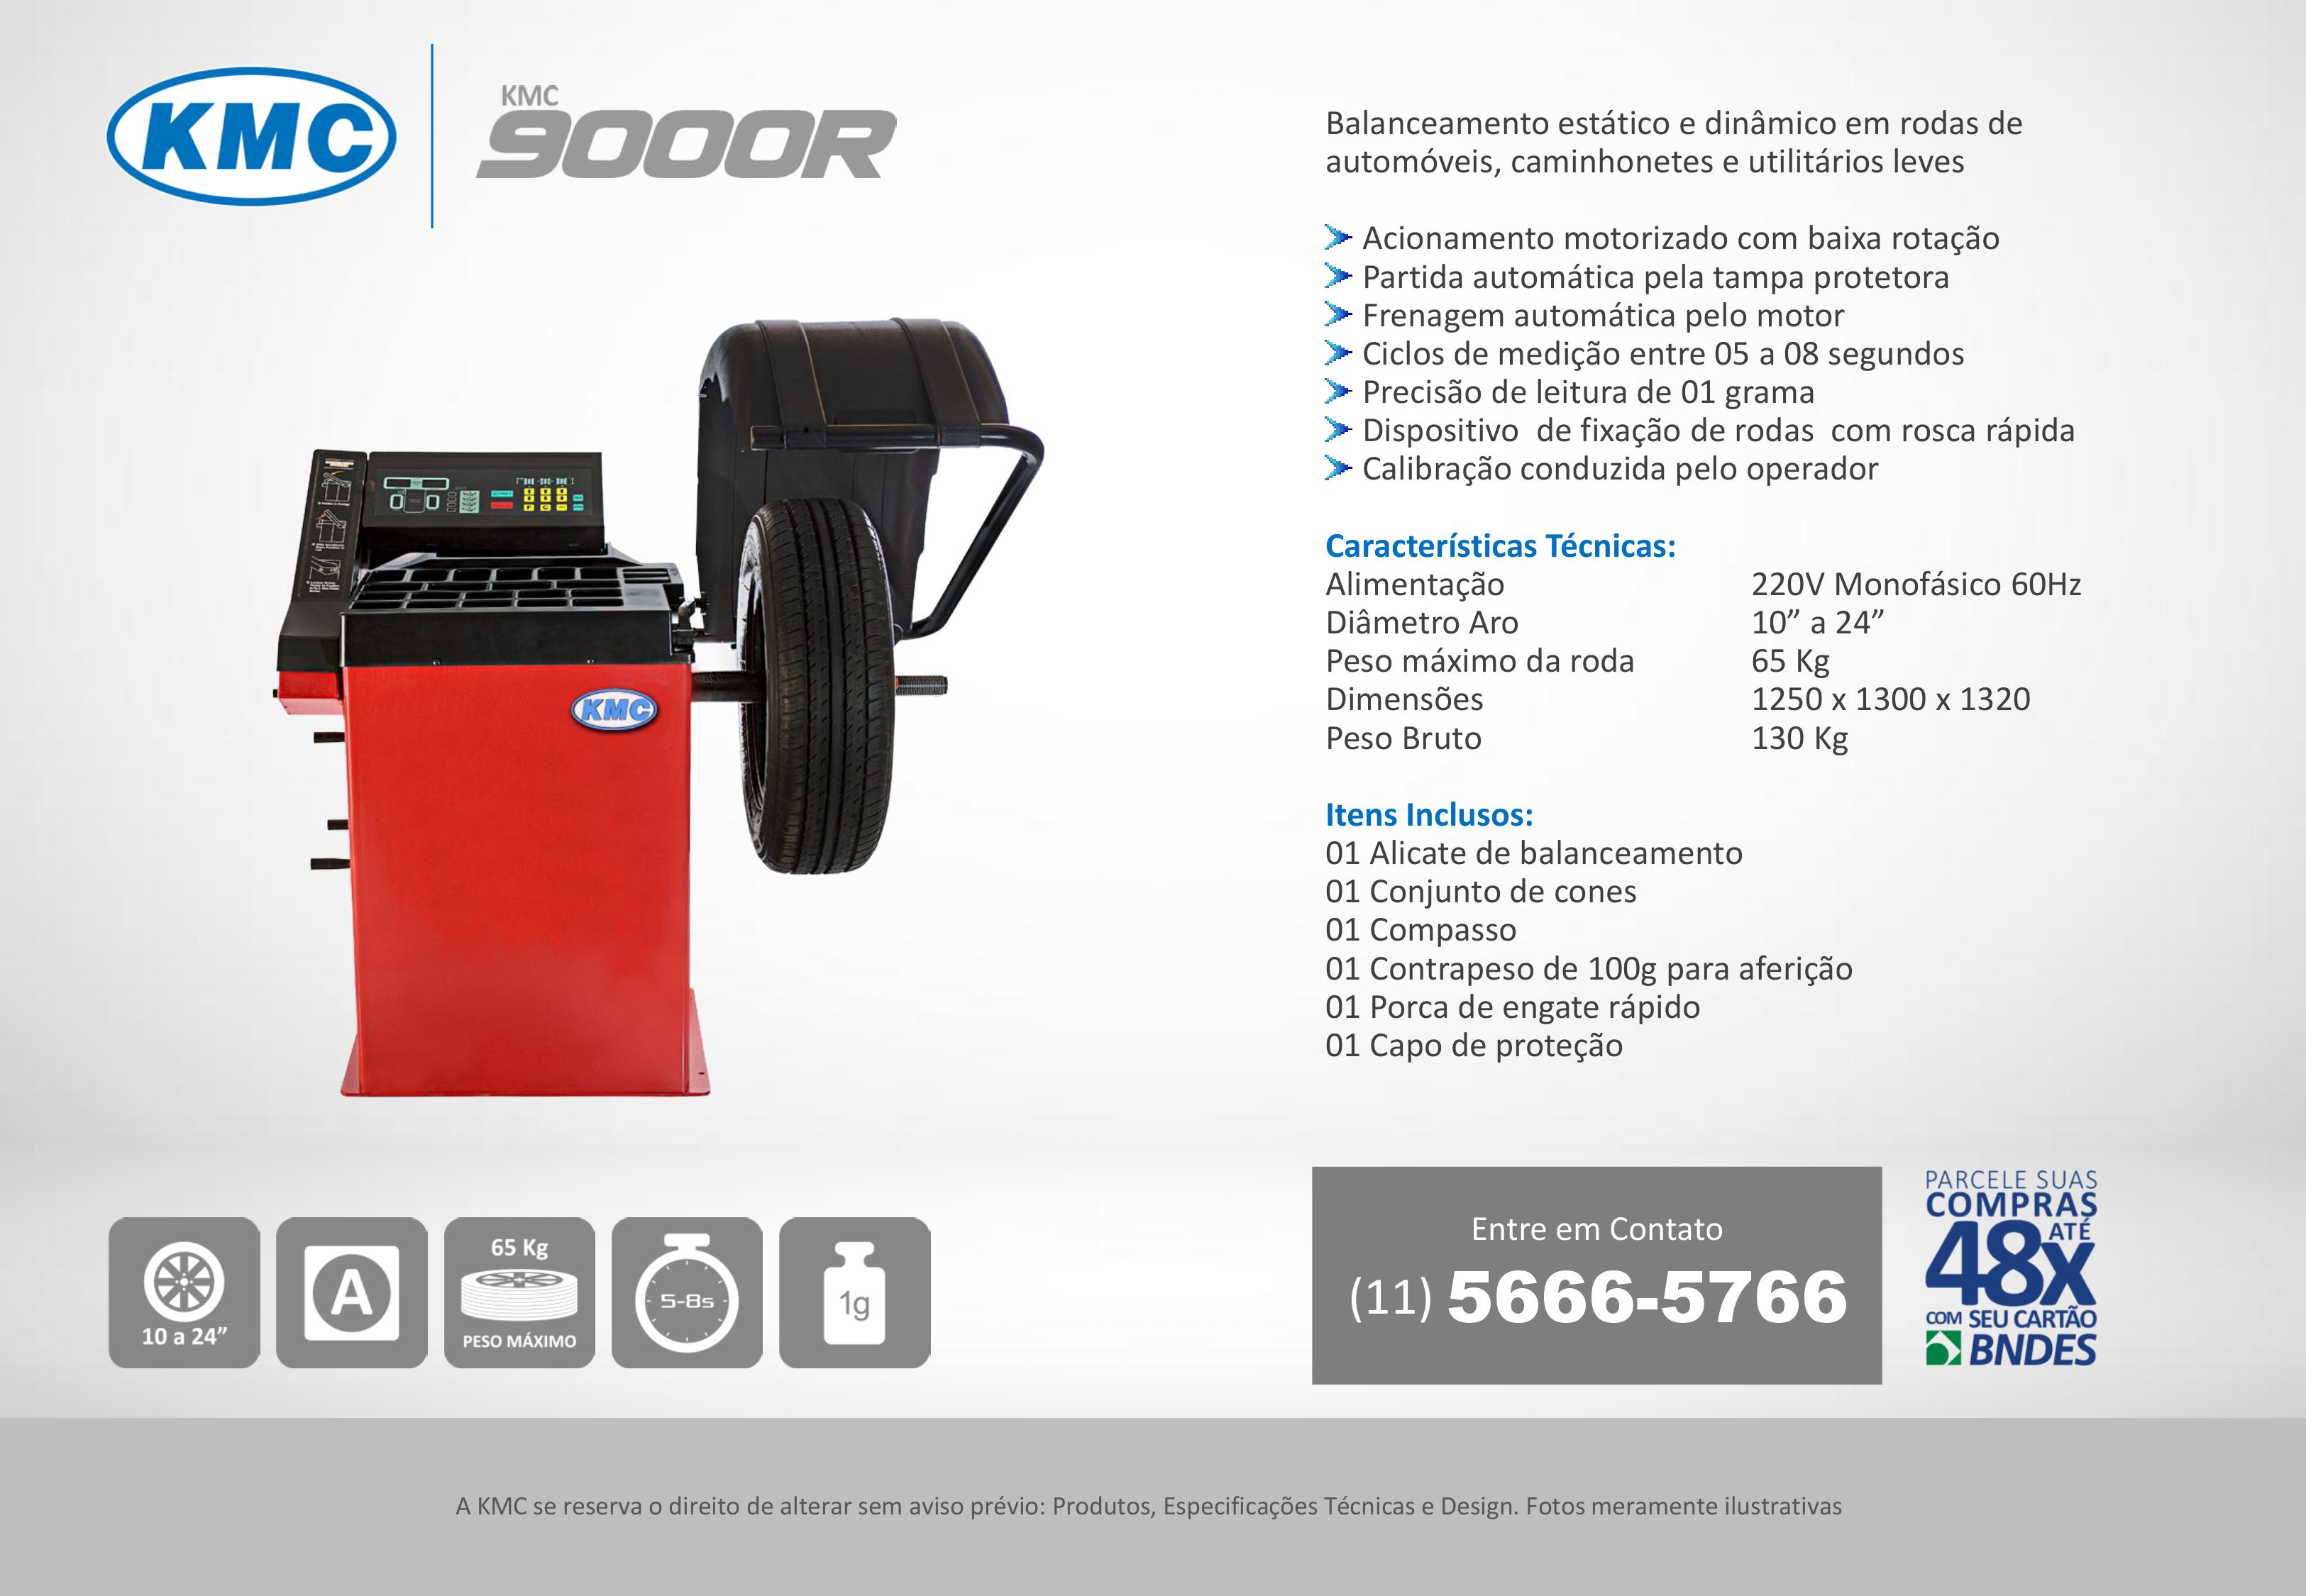 KMC
KMC
9000R
Balanceamento estático e dinâmico em rodas de
automóveis, caminhonetes e utilitários leves
Acionamento motorizado com baixa rotação
Partida automática pela tampa protetora
Frenagem automática pelo motor
Ciclos de medição entre 05 a 08 segundos
Precisão de leitura de 01 grama
Dispositivo  de fixação de rodas  com rosca rápida
Calibração conduzida pelo operador
Características Técnicas:
Alimentação 220V Monofásico 60Hz
Diâmetro Aro 10” a 24”
Peso máximo da roda 65 Kg
Dimensões 1250 x 1300 x 1320
Peso Bruto 130 Kg
Itens Inclusos:
01 Alicate de balanceamento
01 Conjunto de cones
01 Compasso
01 Contrapeso de 100g para aferição
01 Porca de engate rápido
01 Capo de proteção
KMC
10 a 24”
A
65 Kg
PESO MÁXIMO
5-8s
1g
Entre em Contato
(11) 5666-5766
PARCELE SUAS
COMPRAS
ATÉ
48X
COM SEU CARTÃO
BNDES
A KMC se reserva o direito de alterar sem aviso prévio: Produtos, Especificações Técnicas e Design. Fotos meramente ilustrativas